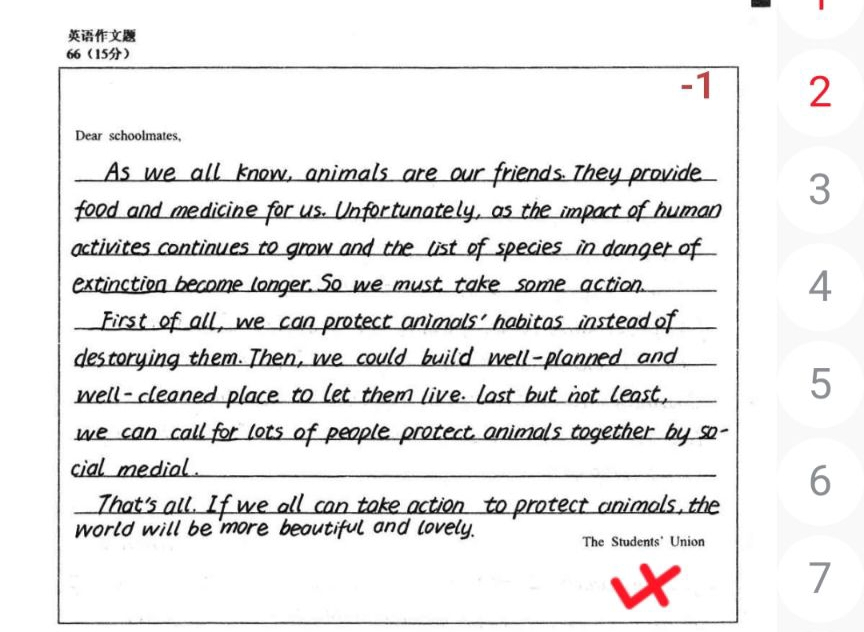 英语作文题
66（15分）
-1
Dear schoolmates,
As we all know, animals are our friends. They provide
food and medicine for us. Unfortunately, as the impact of human
activites continues to grow and the list of species in danger of
extinction become longer. So we must take some action.
First of all, we can protect animals' habitas instead of
destorying them. Then, we could build well-planned and
well-cleaned place to let them live. Last but not least,
we can call for lots of people protect animals together by so-
cial medial.
That's all. If we all can take action to protect animals, the
world will be more beautiful and lovely.
The Students' Union
2
3
4
5
6
7